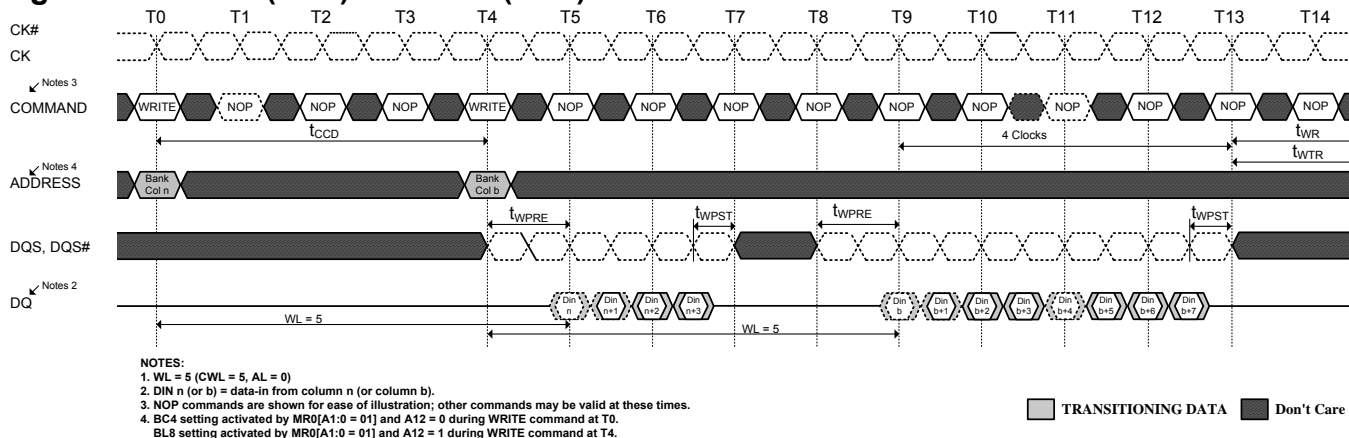 T0 T1 T2 T3 T4 T5 T6 T7 T8 T9 T10 T11 T12 T13 T14
CK#
CK
Notes 3
COMMAND
WRITE NOP NOP NOP WRITE NOP NOP NOP NOP NOP NOP NOP NOP NOP NOP
tCCD
4 Clocks
tWR
tWTR
Notes 4
ADDRESS
Bank
Col n
Bank
Col b
tWPRE
tWPST
tWPRE
tWPST
DQS, DQS#
Notes 2
DQ
Din
n
Din
n+1
Din
n+2
Din
n+3
Din
b
Din
b+1
Din
b+2
Din
b+3
Din
b+4
Din
b+5
Din
b+6
Din
b+7
WL = 5
WL = 5
NOTES:
1. WL = 5 (CWL = 5, AL = 0)
2. DIN n (or b) = data-in from column n (or column b).
3. NOP commands are shown for ease of illustration; other commands may be valid at these times.
4. BC4 setting activated by MR0[A1:0 = 01] and A12 = 0 during WRITE command at T0.
BL8 setting activated by MR0[A1:0 = 01] and A12 = 1 during WRITE command at T4.
TRANSITIONING DATA
Don't Care